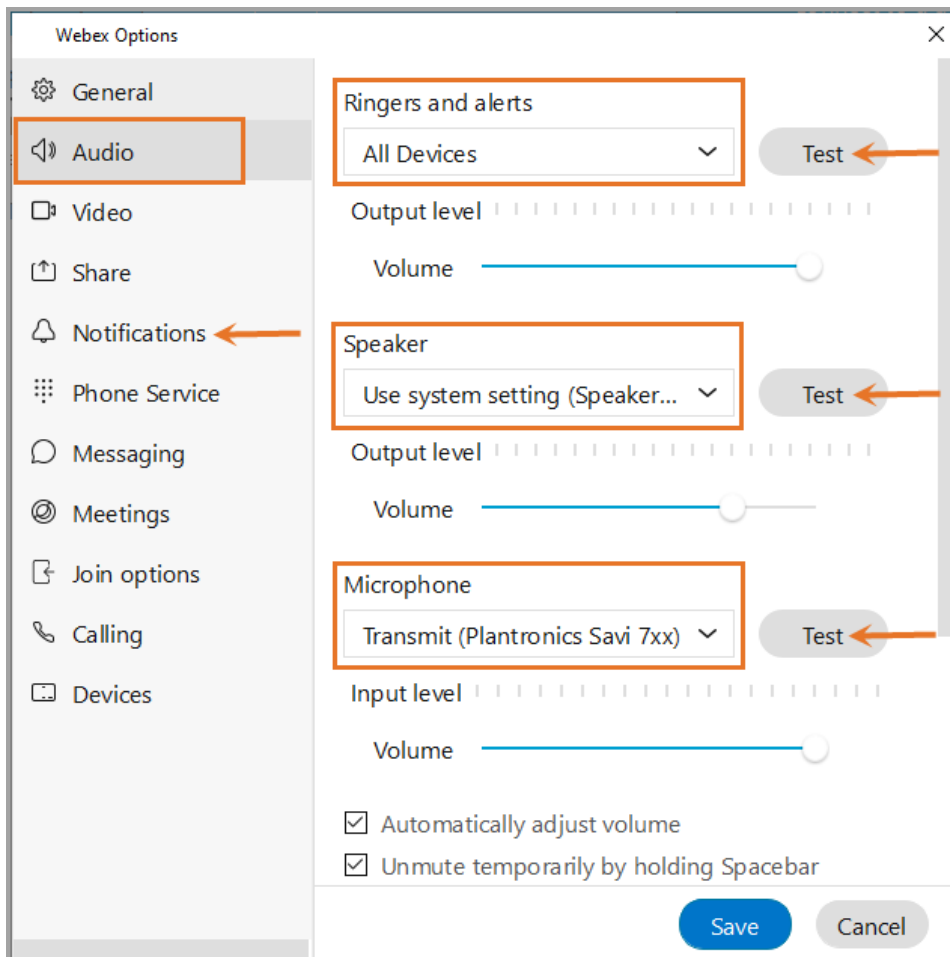 Webex Options
General
Audio
Video
Share
Notifications
Phone Service
Messaging
Meetings
Join options
Calling
Devices
Ringers and alerts
All Devices
Test
Output level
Volume
Speaker
Use system setting (Speaker...
Test
Output level
Volume
Microphone
Transmit (Plantronics Savi 7xx)
Test
Input level
Volume
Automatically adjust volume
Unmute temporarily by holding Spacebar
Save
Cancel